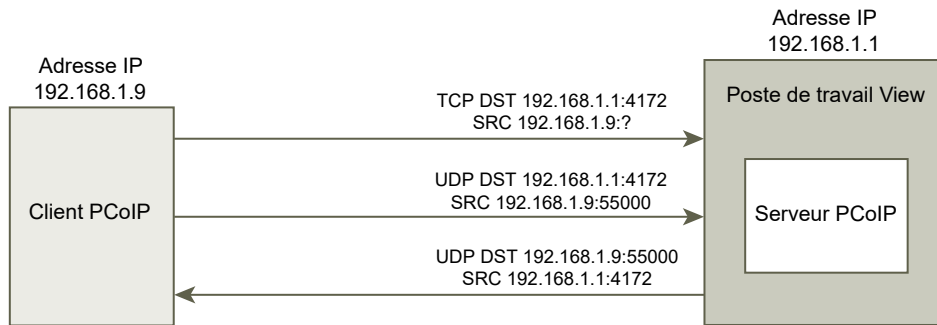 Adresse IP
192.168.1.9
Client PCoIP
TCP DST 192.168.1.1:4172
SRC 192.168.1.9:?
UDP DST 192.168.1.1:4172
SRC 192.168.1.9:55000
UDP DST 192.168.1.9:55000
SRC 192.168.1.1:4172
Adresse IP
192.168.1.1
Poste de travail View
Serveur PCoIP